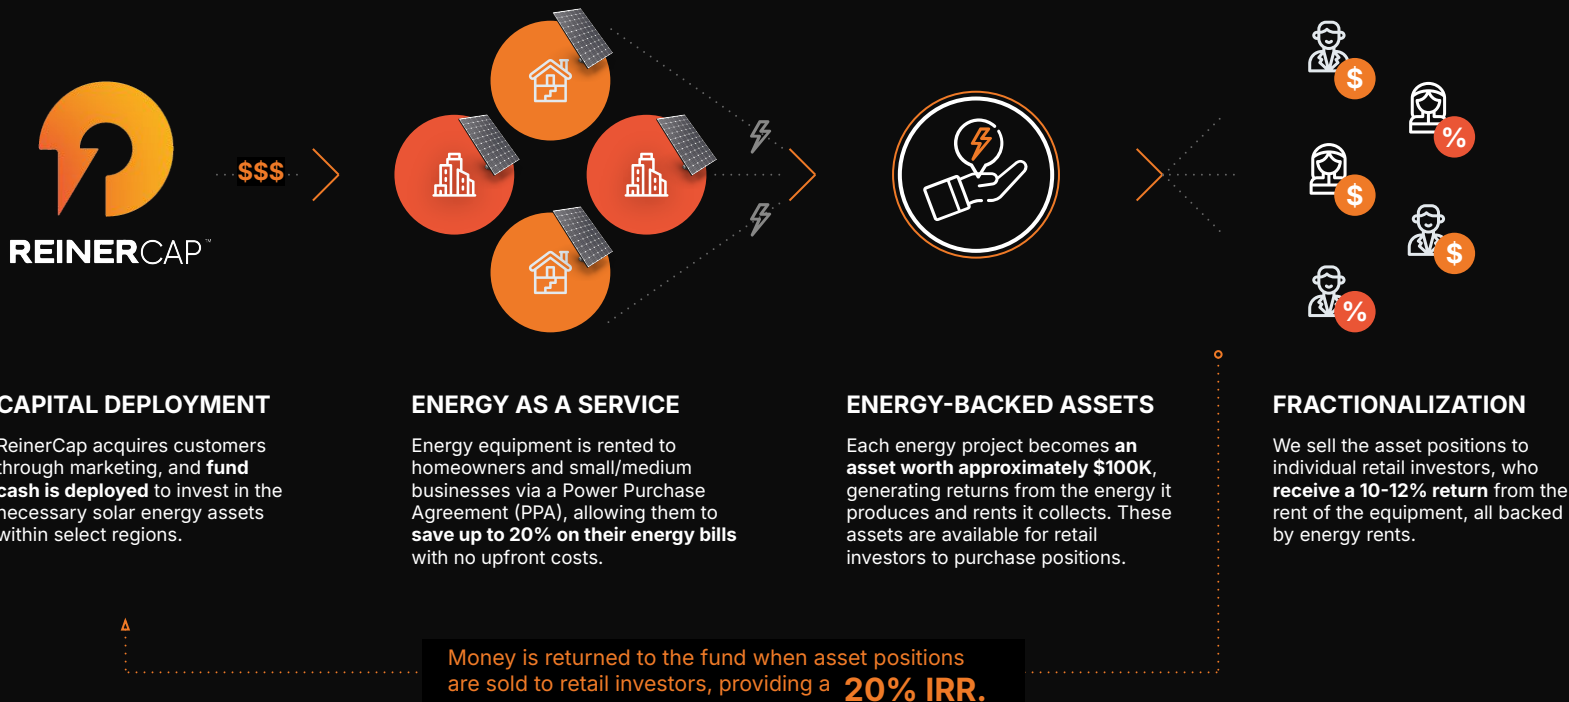 REINERCAP™
$$$
$
%
$
$
%
CAPITAL DEPLOYMENT
ReinerCap acquires customers
through marketing, and fund
cash is deployed to invest in the
necessary solar energy assets
within select regions.
ENERGY AS A SERVICE
Energy equipment is rented to
homeowners and small/medium
businesses via a Power Purchase
Agreement (PPA), allowing them to
save up to 20% on their energy bills
with no upfront costs.
ENERGY-BACKED ASSETS
Each energy project becomes an
asset worth approximately $100K,
generating returns from the energy it
produces and rents it collects. These
assets are available for retail
investors to purchase positions.
FRACTIONALIZATION
We sell the asset positions to
individual retail investors, who
receive a 10-12% return from the
rent of the equipment, all backed
by energy rents.
Money is returned to the fund when asset positions
are sold to retail investors, providing a 20% IRR.